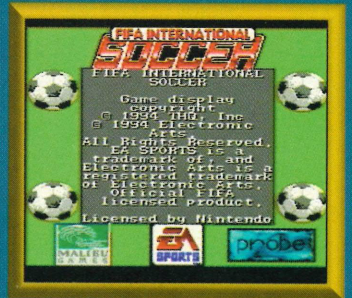 FIFA INTERNATIONAL
SOCCER
FIFA INTERNATIONAL
SOCCER
Game display
copyright
© 1994 THQ, Inc
© 1994 Electronic
Arts.
All Rights Reserved.
EA SPORTS is a
trademark of, and
Electronic Arts is a
registered trademark
of Electronic Arts.
Official FIFA
licensed product.
Licensed by Nintendo
MALIBU
GAMES
EA
SPORTS
probe